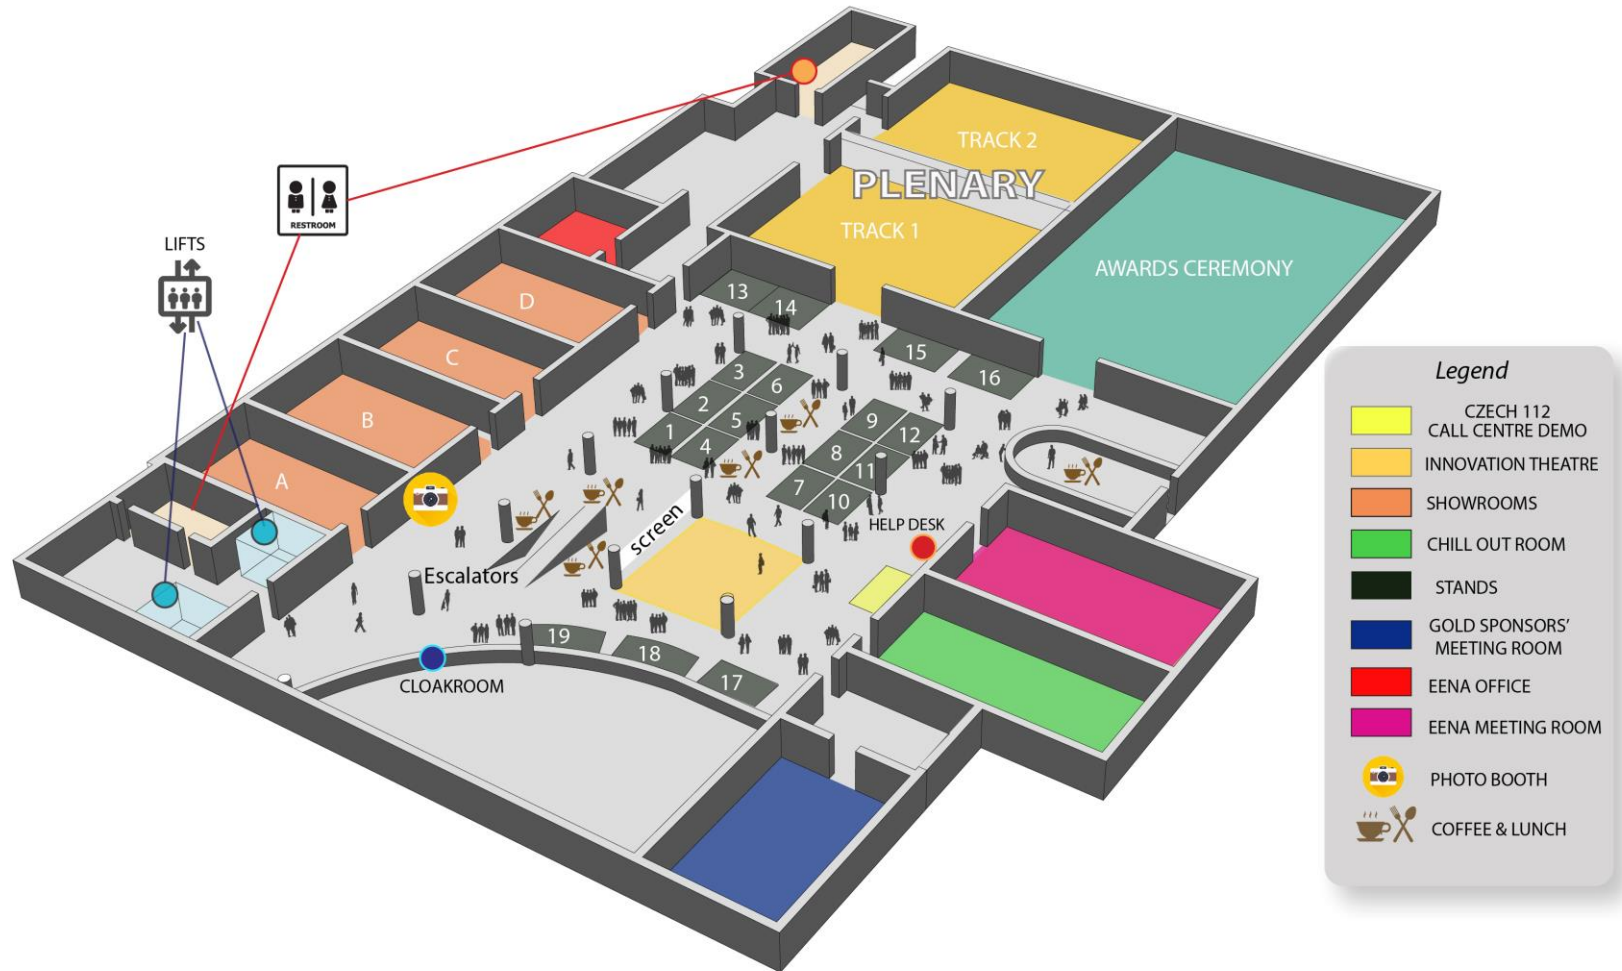 TRACK 2
PLENARY
TRACK 1
AWARDS CEREMONY
RESTROOM
LIFTS
D
C
B
A
13
14
15
16
3
6
2
5
1
4
9
12
8
11
7
10
HELP DESK
screen
Escalators
19
18
17
CLOAKROOM
Legend
CZECH 112
CALL CENTRE DEMO
INNOVATION THEATRE
SHOWROOMS
CHILL OUT ROOM
STANDS
GOLD SPONSORS'
MEETING ROOM
EENA OFFICE
EENA MEETING ROOM
PHOTO BOOTH
COFFEE & LUNCH